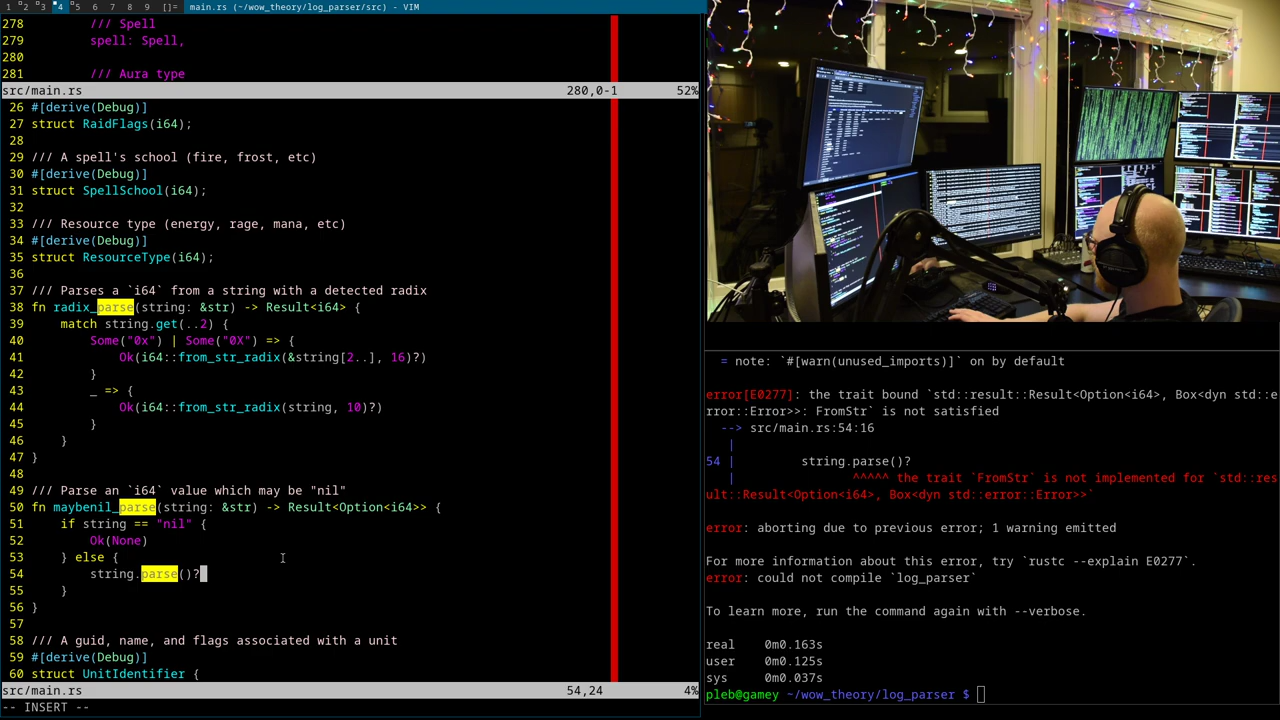 1 2 3 4 5 6 7 8 9 []= main.rs (~/wow_theory/log_parser/src) - VIM
278 /// Spell
279 spell: Spell,
280
281 /// Aura type
src/main.rs 280,0-1 52%
26 #[derive(Debug)]
27 struct RaidFlags(i64);
28
29 /// A spell's school (fire, frost, etc)
30 #[derive(Debug)]
31 struct SpellSchool(i64);
32
33 /// Resource type (energy, rage, mana, etc)
34 #[derive(Debug)]
35 struct ResourceType(i64);
36
37 /// Parses a `i64` from a string with a detected radix
38 fn radix_parse(string: &str) -> Result<i64> {
39 match string.get(..2) {
40 Some("0x") | Some("0X") => {
41 Ok(i64::from_str_radix(&string[2..], 16)?)
42 }
43 _ => {
44 Ok(i64::from_str_radix(string, 10)?)
45 }
46 }
47 }
48
49 /// Parse an `i64` value which may be "nil"
50 fn maybenil_parse(string: &str) -> Result<Option<i64>> {
51 if string == "nil" {
52 Ok(None)
53 } else {
54 string.parse()?
55 }
56 }
57
58 /// A guid, name, and flags associated with a unit
59 #[derive(Debug)]
60 struct UnitIdentifier {
src/main.rs 54,24 4%
-- INSERT --
= note: `#[warn(unused_imports)]` on by default
error[E0277]: the trait bound `std::result::Result<Option<i64>, Box<dyn std::e
rror::Error>>: FromStr` is not satisfied
--> src/main.rs:54:16
|
54 | string.parse()?
| ^^^^^ the trait `FromStr` is not implemented for `std::res
ult::Result<Option<i64>, Box<dyn std::error::Error>>`
error: aborting due to previous error; 1 warning emitted
For more information about this error, try `rustc --explain E0277`.
error: could not compile `log_parser`
To learn more, run the command again with --verbose.
real 0m0.163s
user 0m0.125s
sys 0m0.037s
pleb@gamey ~/wow_theory/log_parser $